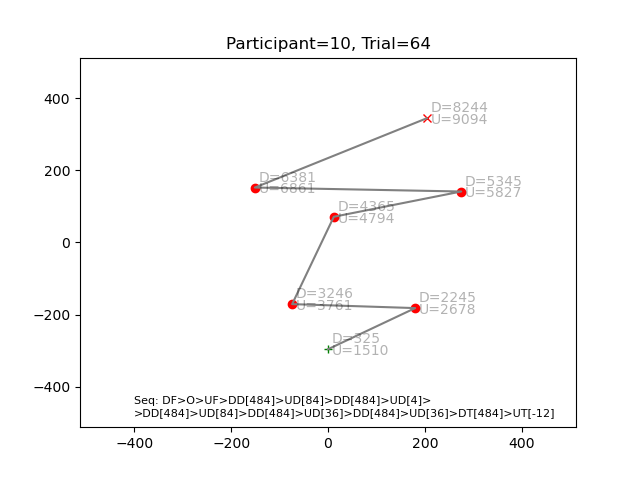 Participant=10, Trial=64
400
200
0
−200
−400
D=8244
U=9094
D=6381
U=6861
D=5345
U=5827
D=4365
U=4794
D=3246
U=3761
D=2245
U=2678
D=325
U=1510
Seq: DF>O>UF>DD[484]>UD[84]>DD[484]>UD[4]>
>DD[484]>UD[84]>DD[484]>UD[36]>DD[484]>UD[36]>DT[484]>UT[-12]
−400 −200 0 200 400